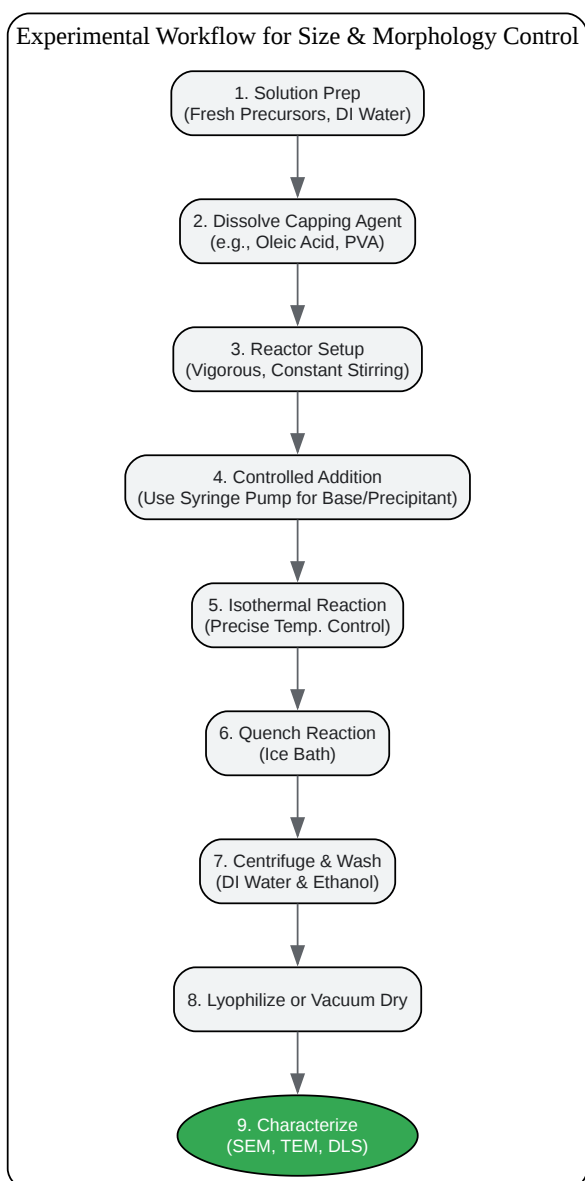 Experimental Workflow for Size & Morphology Control
1. Solution Prep
(Fresh Precursors, DI Water)
2. Dissolve Capping Agent
(e.g., Oleic Acid, PVA)
3. Reactor Setup
(Vigorous, Constant Stirring)
4. Controlled Addition
(Use Syringe Pump for Base/Precipitant)
5. Isothermal Reaction
(Precise Temp. Control)
6. Quench Reaction
(Ice Bath)
7. Centrifuge & Wash
(DI Water & Ethanol)
8. Lyophilize or Vacuum Dry
9. Characterize
(SEM, TEM, DLS)